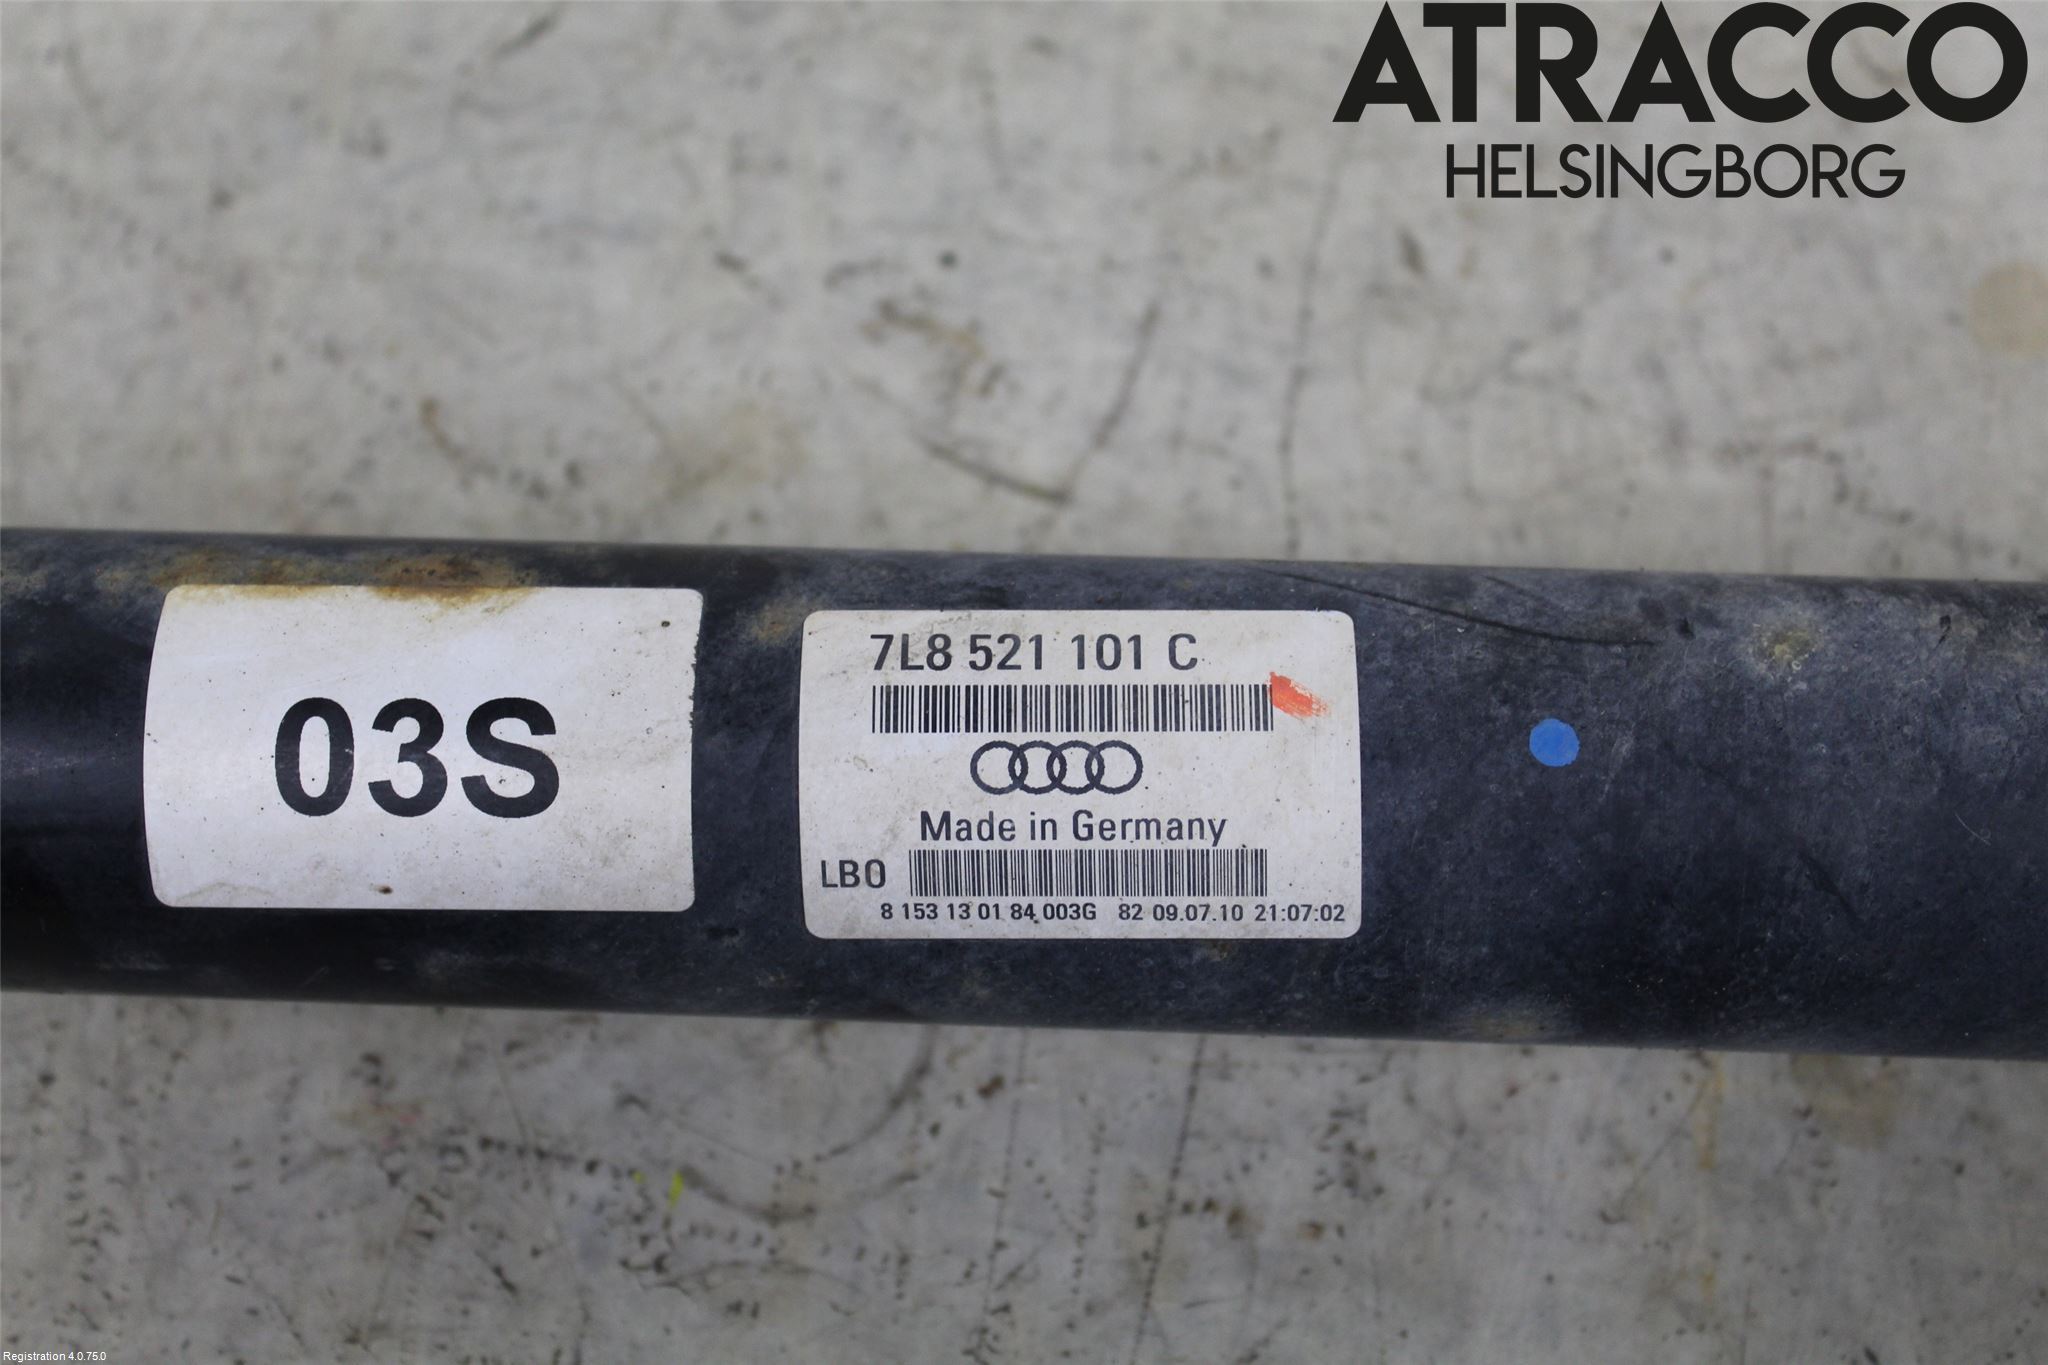 ATRACCO
HELSINGBORG
03S
7L8 521 101 C
Made in Germany
LB0
8 153 13 01 84 003G 82 09.07.10 21:07:02
Registration 4.0.75.0